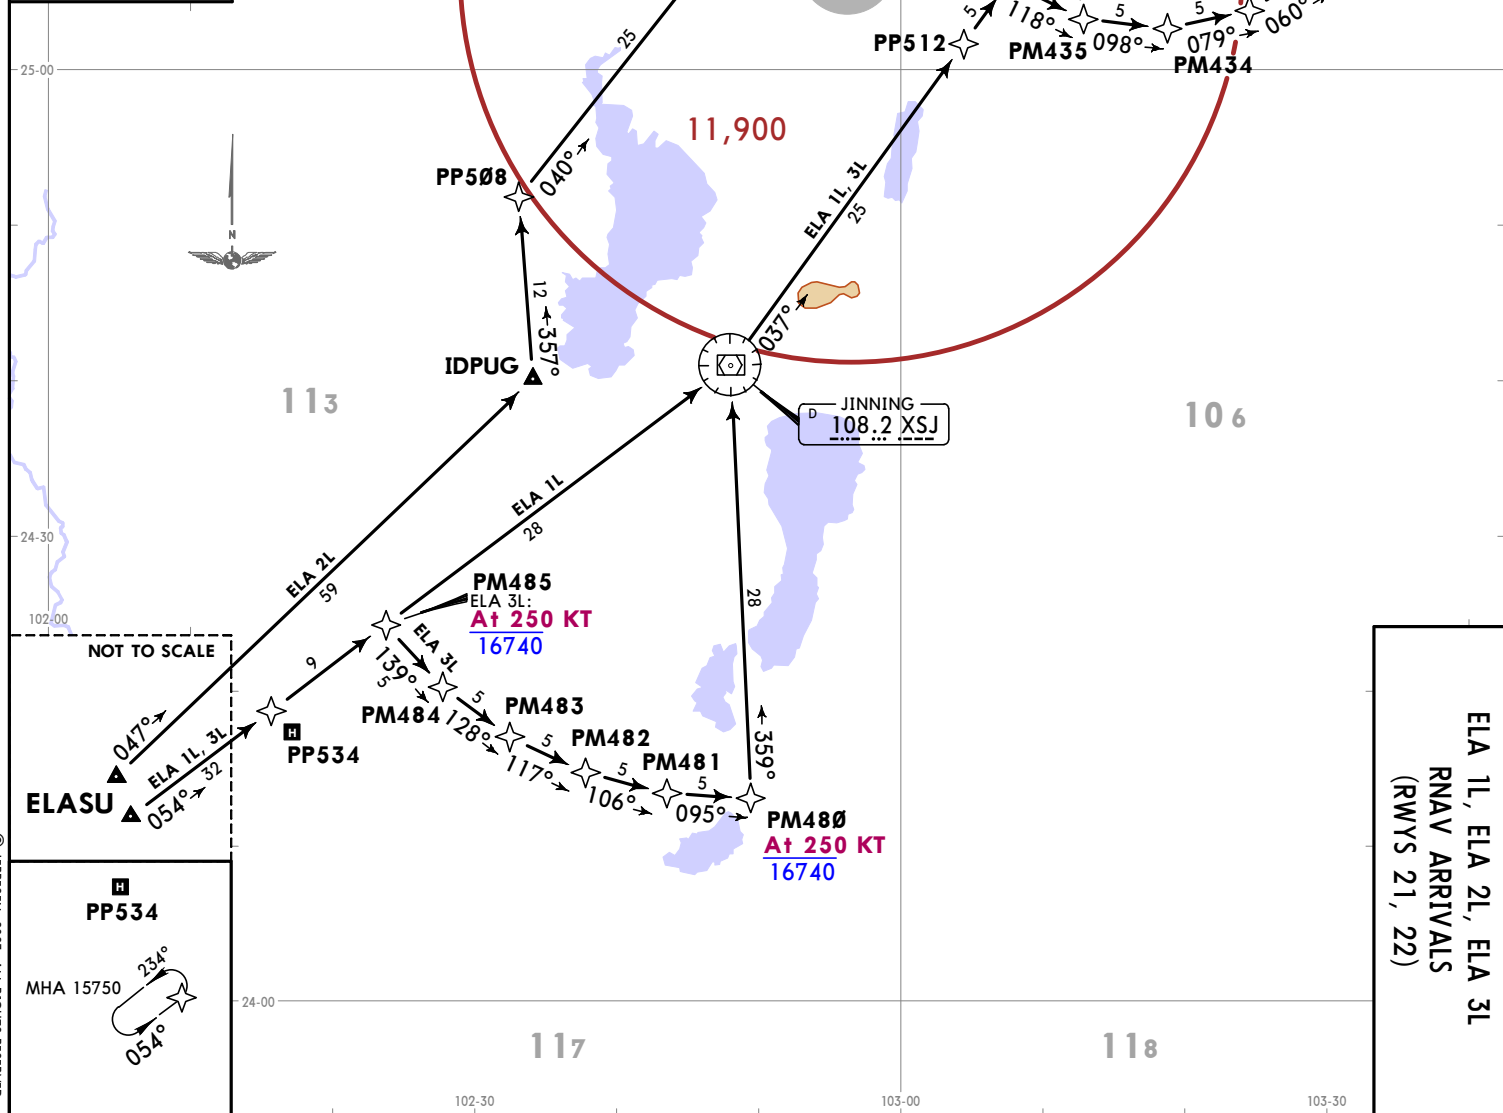 5
118°
5
098°
5
079°
060°
PP512
PM435
PM434
25-00
25
11,900
PP5Ø8
040°
ELA 1L, 3L
25
N
12
357°
037°
IDPUG
113
JINNING
D
108.2 XSJ
106
ELA 1L
28
24-30
ELA 2L
59
28
PM485
ELA 3L:
At 250 KT
16740
102-00
NOT TO SCALE
9
ELA 3L
139°
5
PM484
5
128°
PM483
5
117°
PM482
5
106°
PM481
5
095°
359°
PM48Ø
At 250 KT
16740
047°
ELA 1L, 3L
32
054°
ELASU
H
PP534
H
PP534
234°
MHA 15750
054°
24-00
117
118
102-30
103-00
103-30
ELA 1L, ELA 2L, ELA 3L
RNAV ARRIVALS
(RWYS 21, 22)